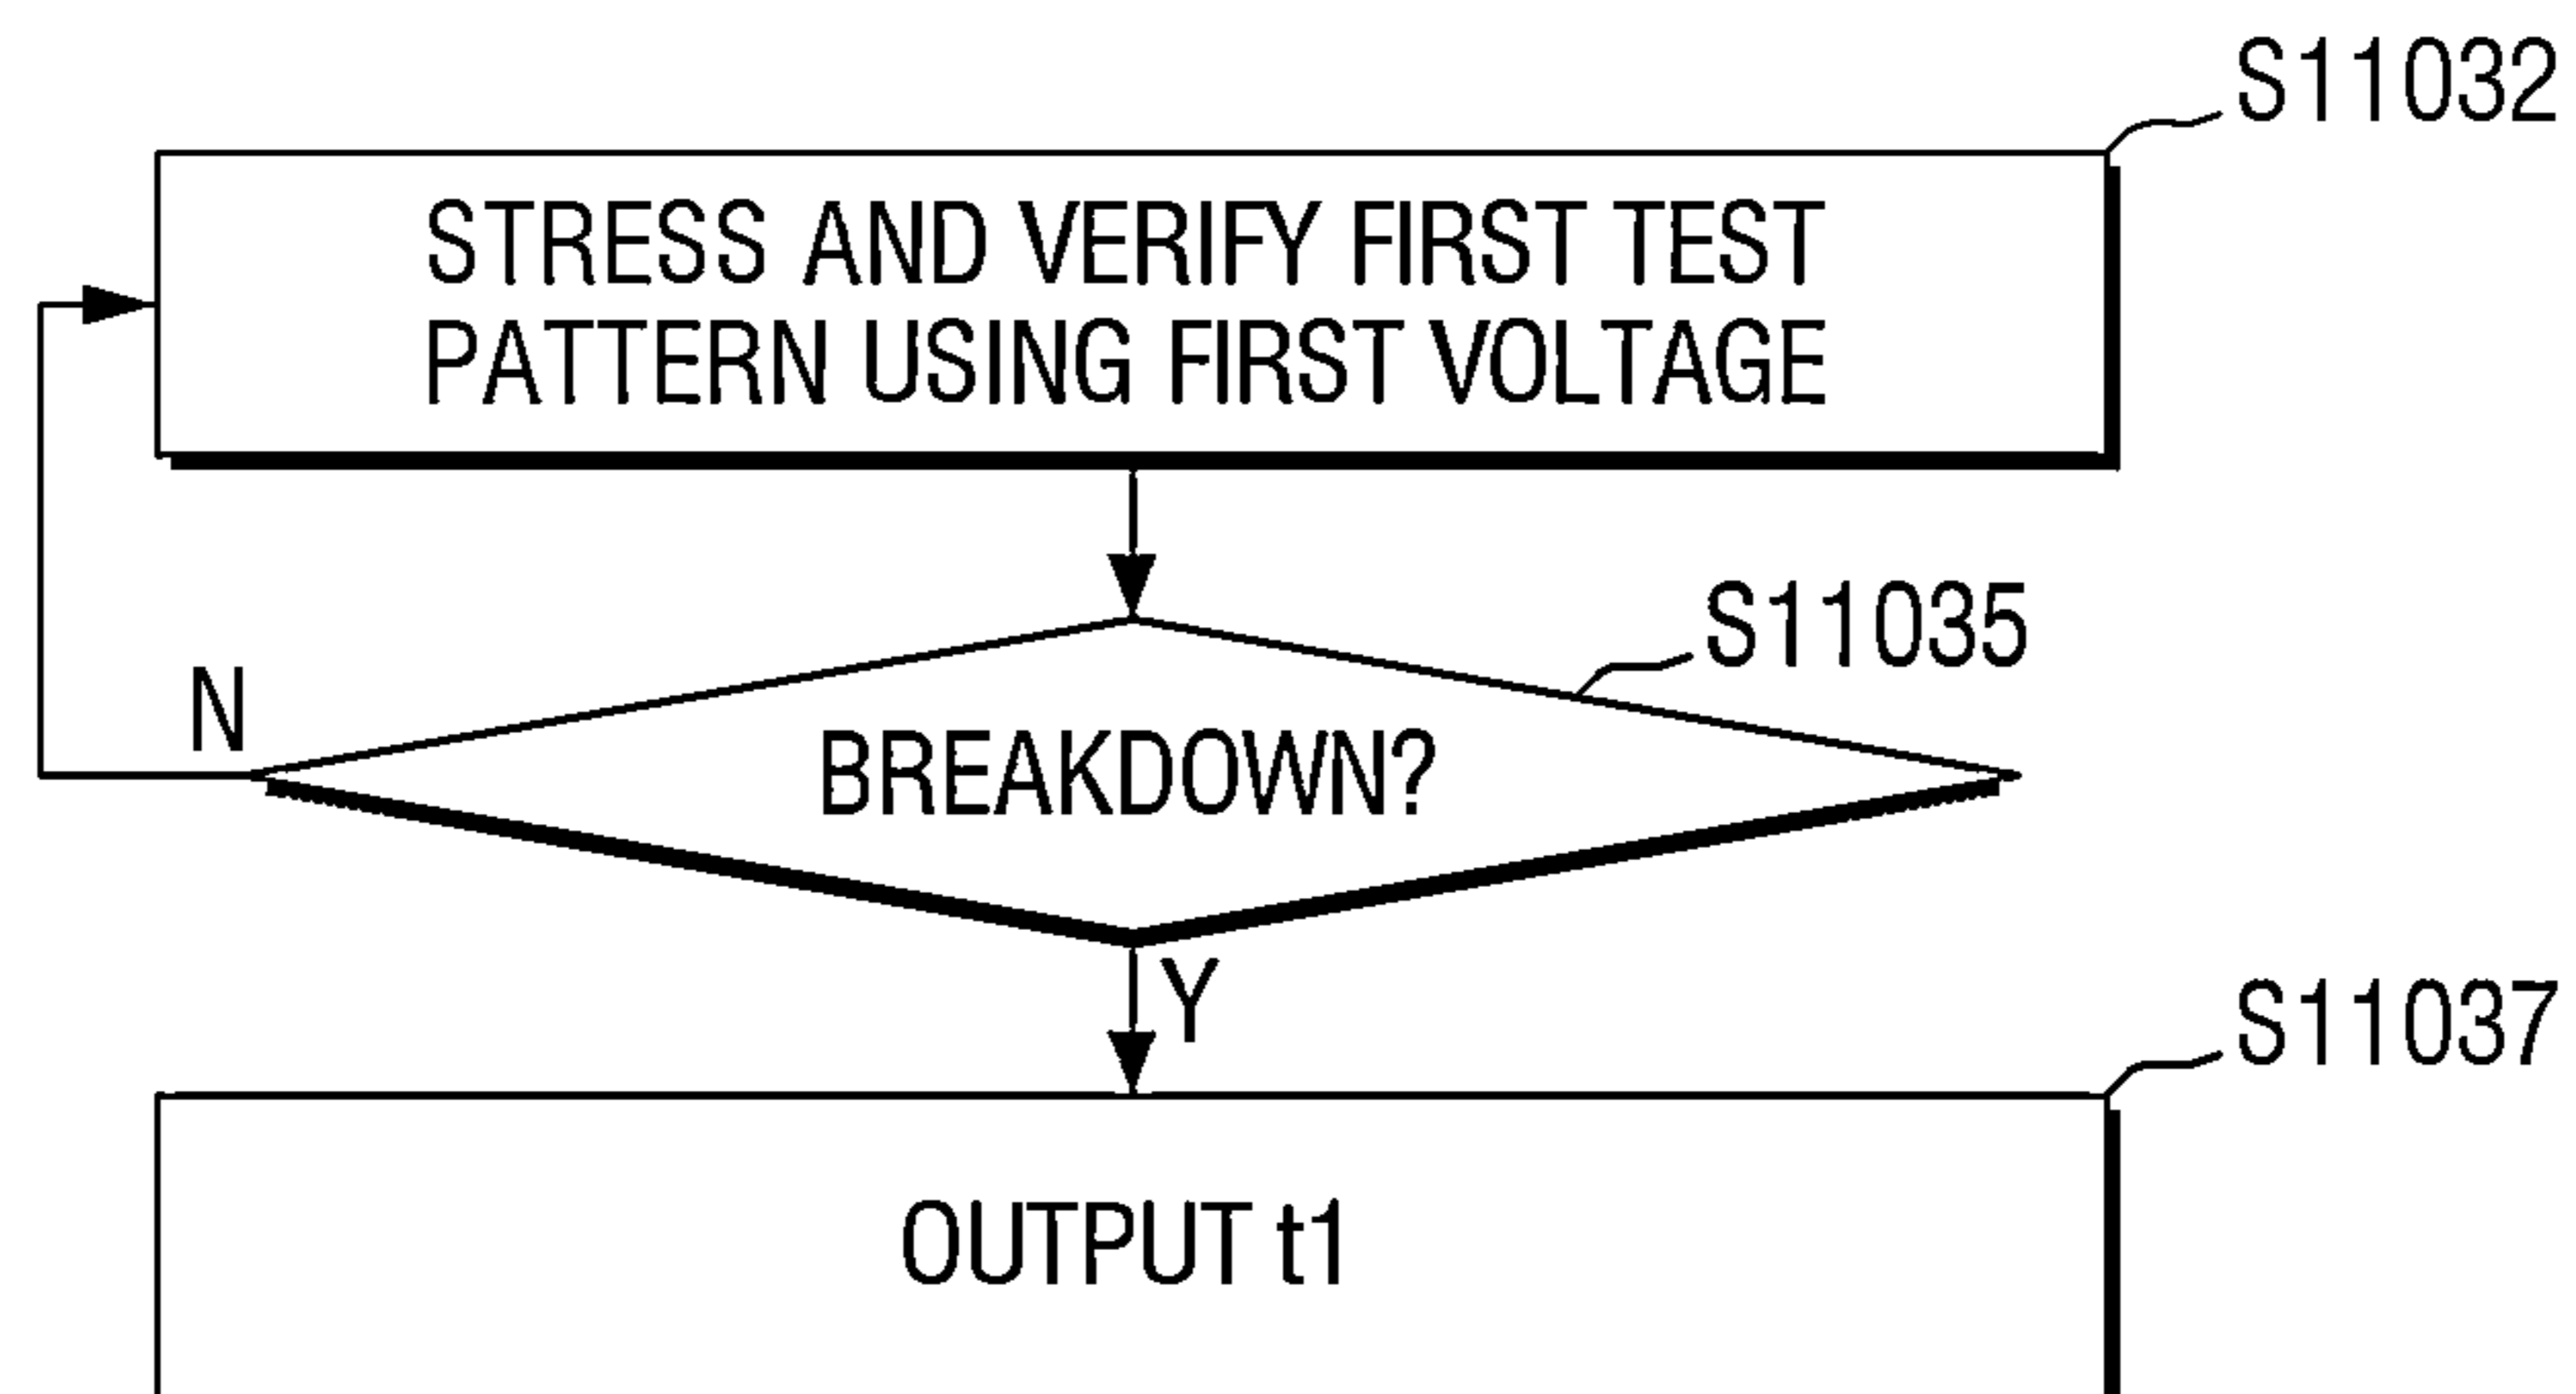 S11032
STRESS AND VERIFY FIRST TEST
PATTERN USING FIRST VOLTAGE
S11035
N
BREAKDOWN?
Y
S11037
OUTPUT t1